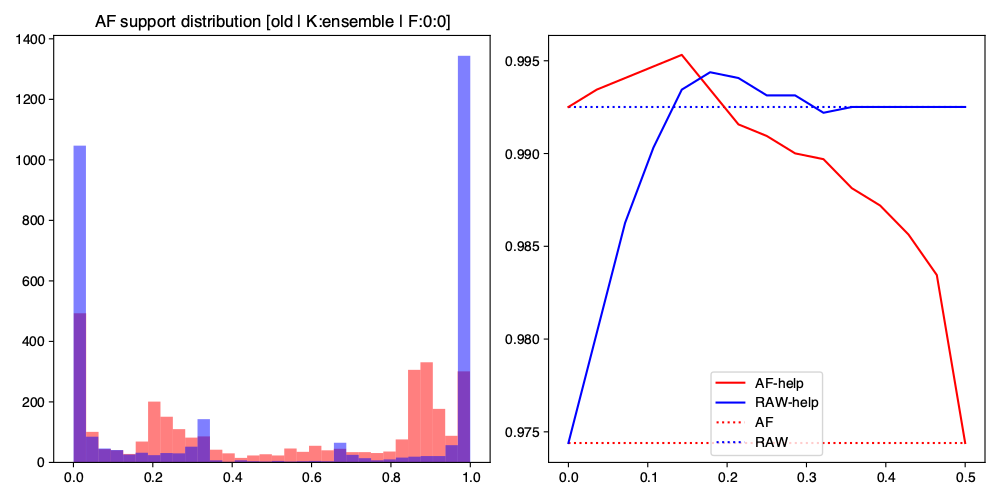 AF support distribution [old | K:ensemble | F:0:0]
1400
1200
1000
800
600
400
200
0
0.0 0.2 0.4 0.6 0.8 1.0
0.995
0.990
0.985
0.980
0.975
AF-help
RAW-help
AF
RAW
0.0 0.1 0.2 0.3 0.4 0.5